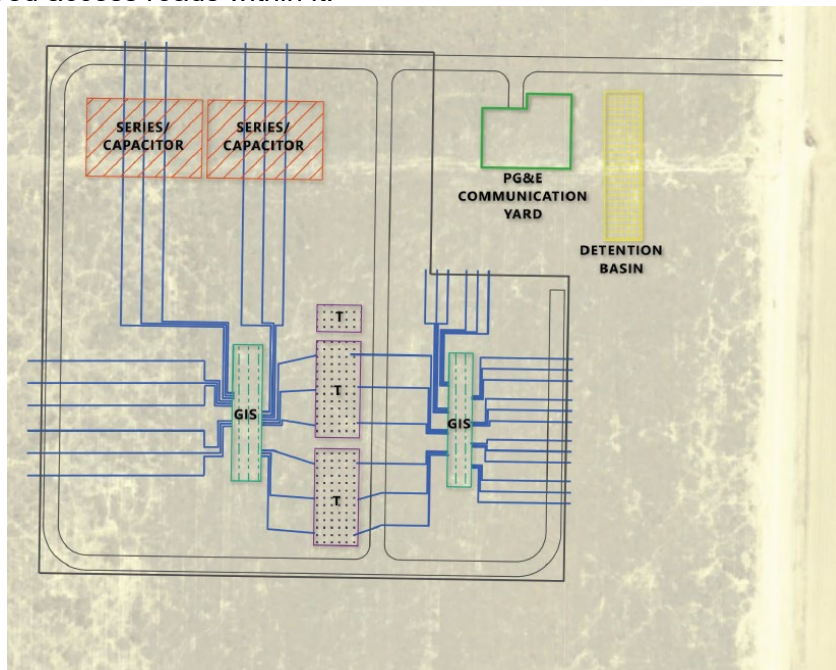 SERIES/
CAPACITOR
SERIES/
CAPACITOR
PG&E
COMMUNICATION
YARD
DETENTION
BASIN
T
T
GIS
GIS
T